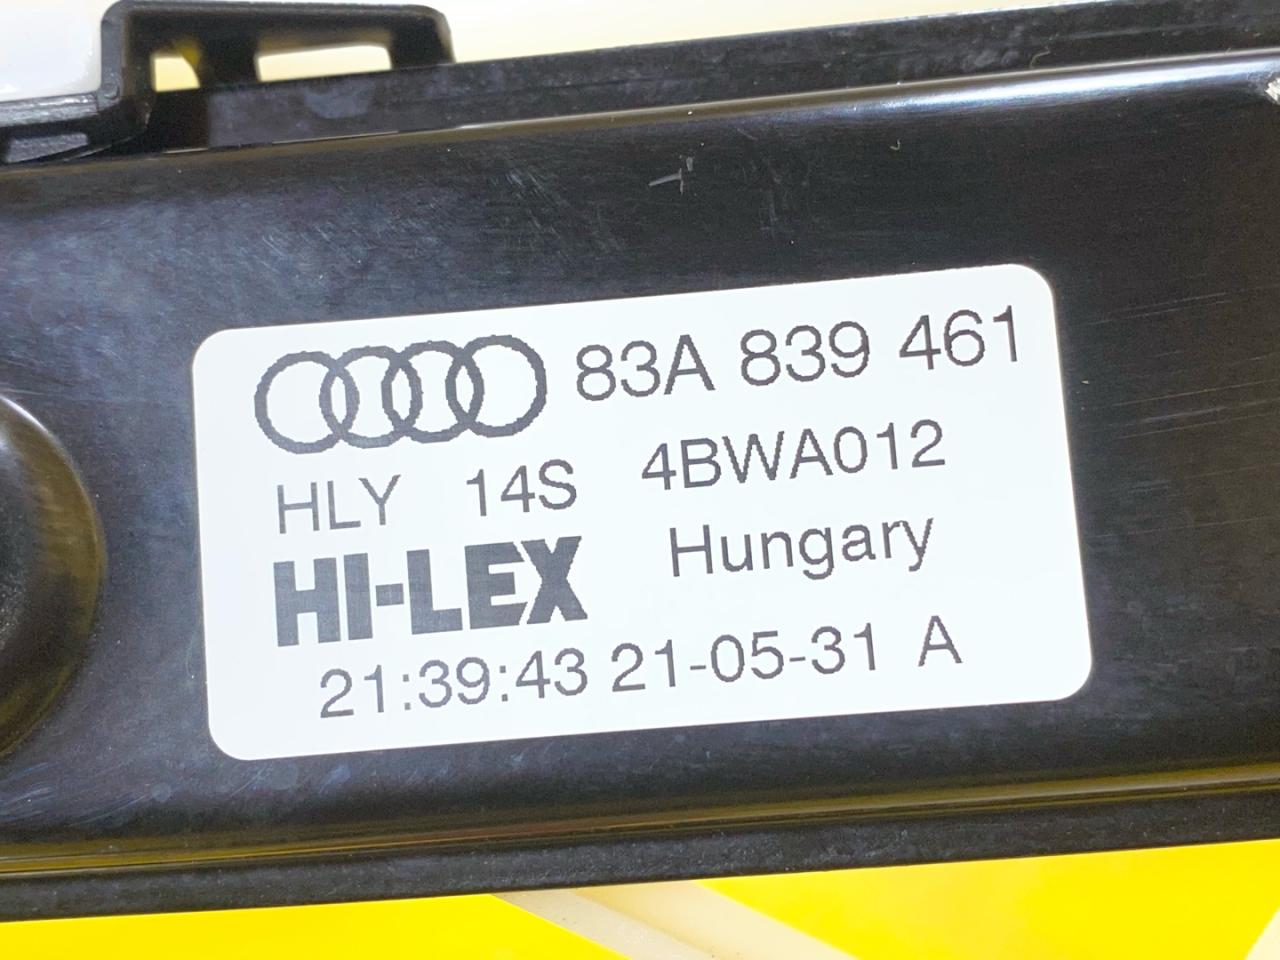 83A 839 461
HLY 14S 4BWA012
HI-LEX Hungary
21:39:43 21-05-31 A